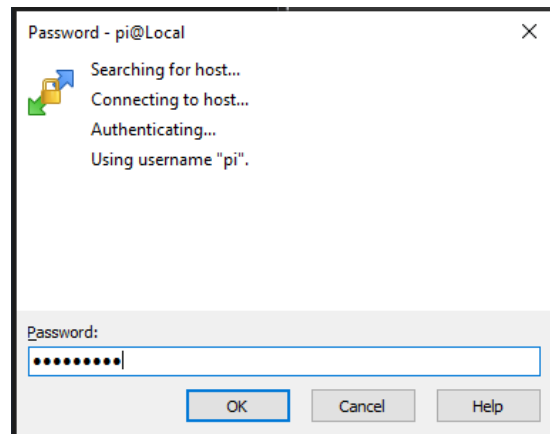 Password - pi@Local
Searching for host...
Connecting to host...
Authenticating...
Using username "pi".
Password:
●●●●●●●●●
OK Cancel Help